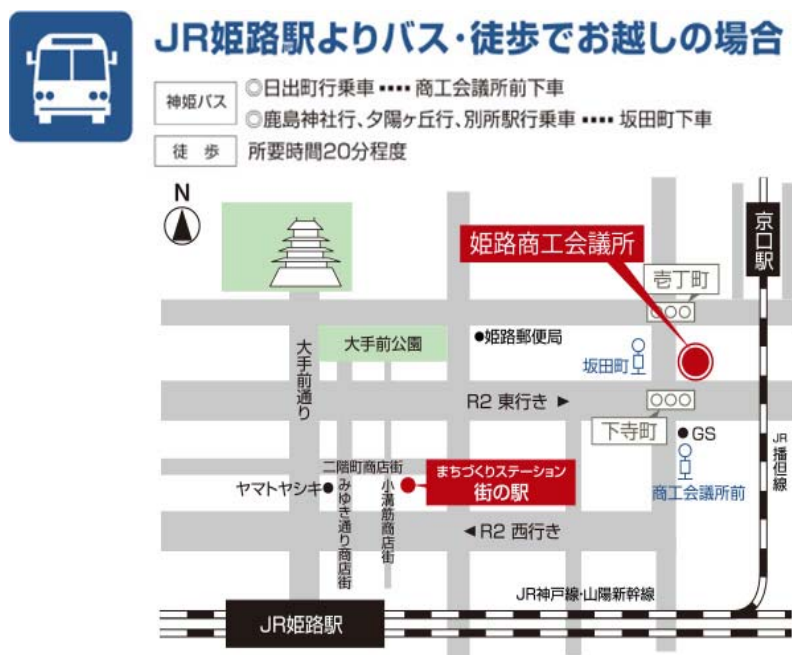 JR姫路駅よりバス・徒歩でお越しの場合
神姫バス
◎日出町行乗車 ▪▪▪▪ 商工会議所前下車
◎鹿島神社行、夕陽ヶ丘行、別所駅行乗車 ▪▪▪▪ 坂田町下車
徒 歩
所要時間20分程度
N
姫路商工会議所
京口駅
壱丁町
大手前公園
●姫路郵便局
坂田町
大手前通り
R2 東行き ▶
下寺町
●GS
JR播但線
二階町商店街
まちづくりステーション
街の駅
ヤマトヤシキ●
みゆき通り商店街
小溝筋商店街
商工会議所前
◀R2 西行き
JR神戸線・山陽新幹線
JR姫路駅